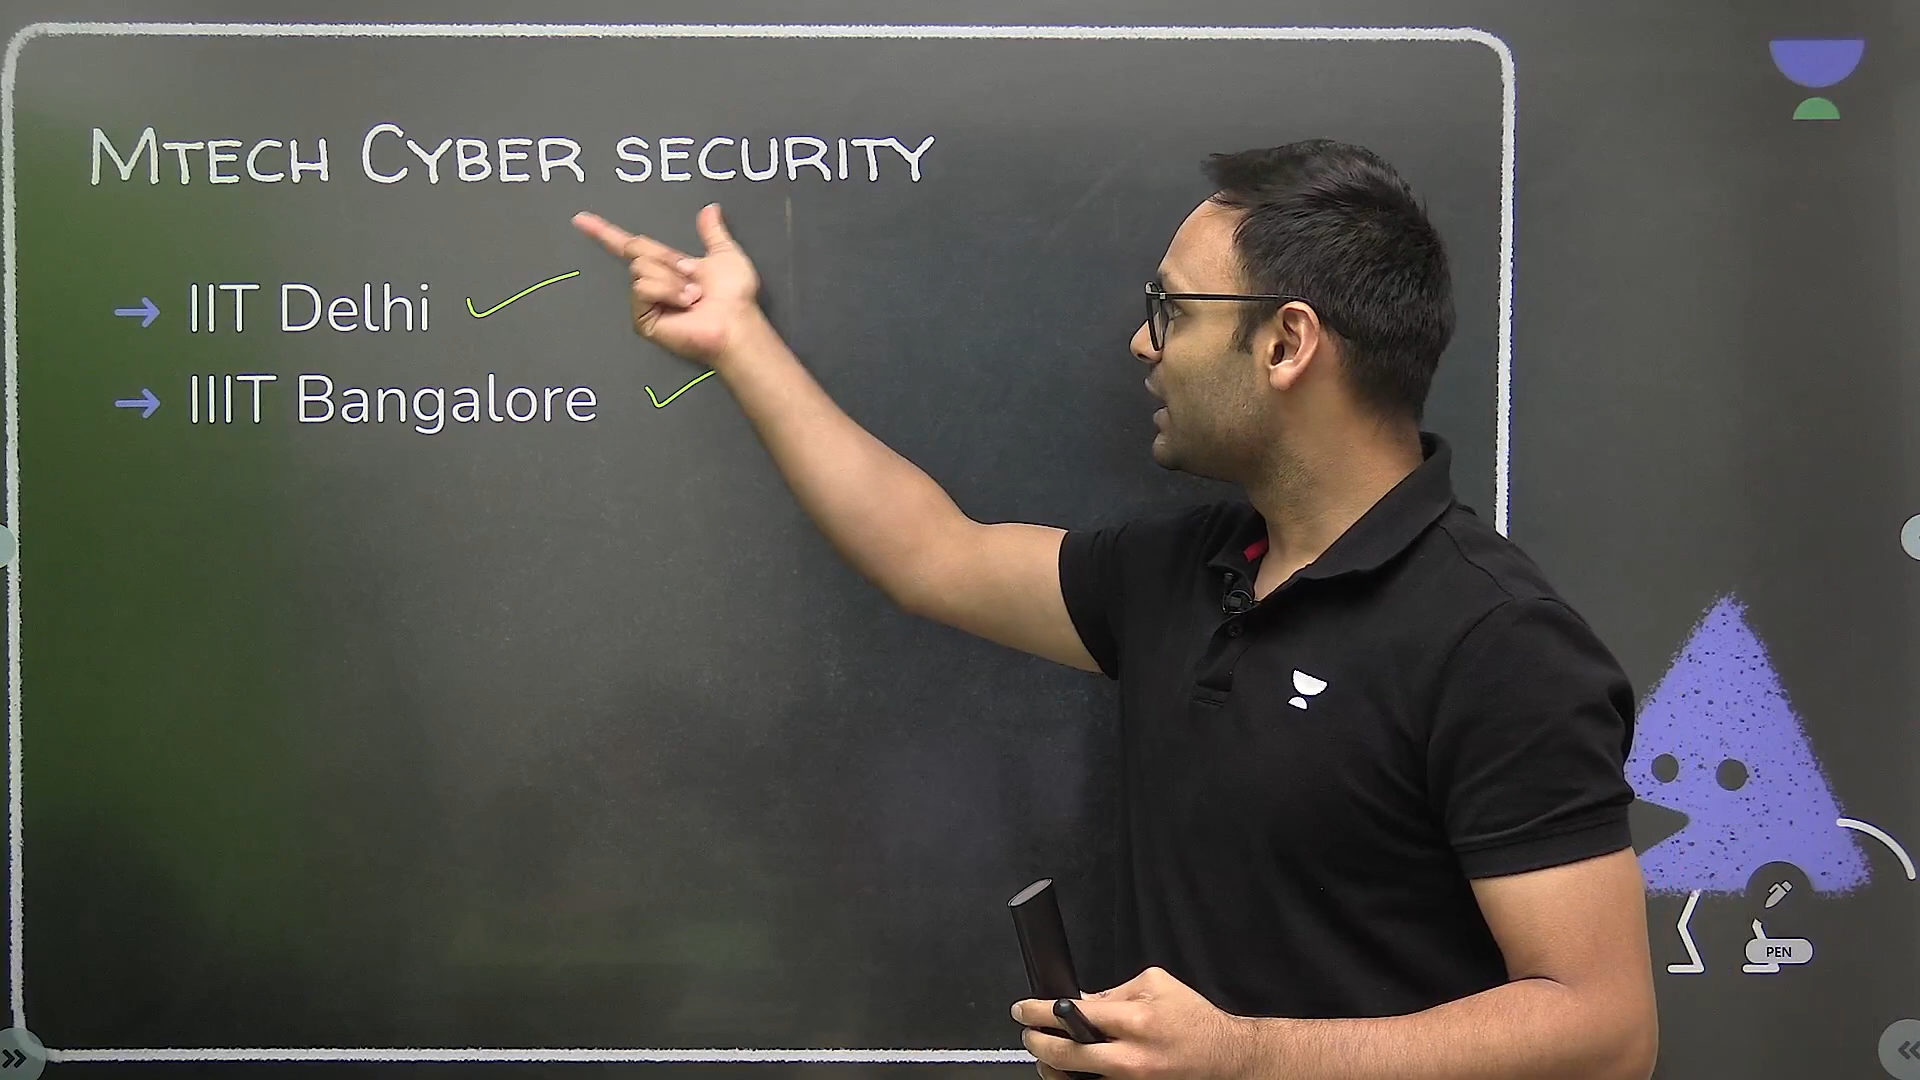 MTECH CYBER SECURITY
→ IIT Delhi
→ IIIT Bangalore
PEN